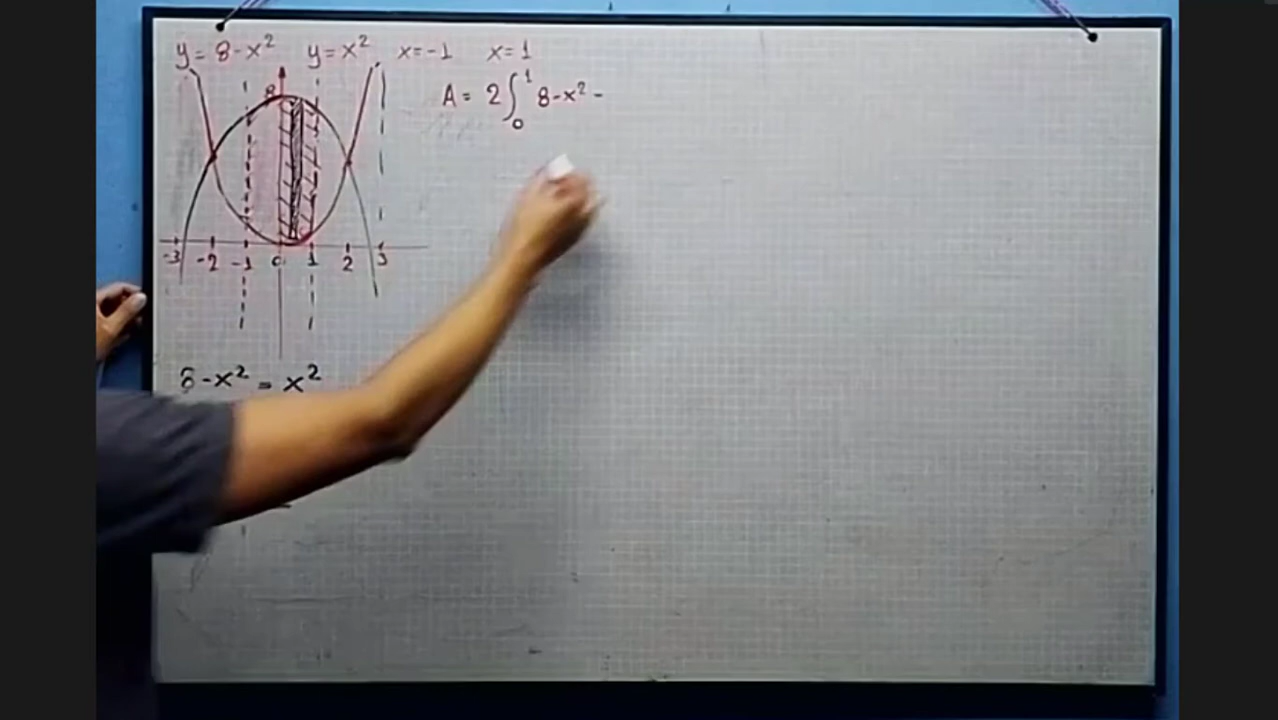 y = 8-x² y = x² x = -1 x = 1
A = 2∫₀¹ 8-x² -
8
-3 -2 -1 0 1 2 3
8-x² = x²